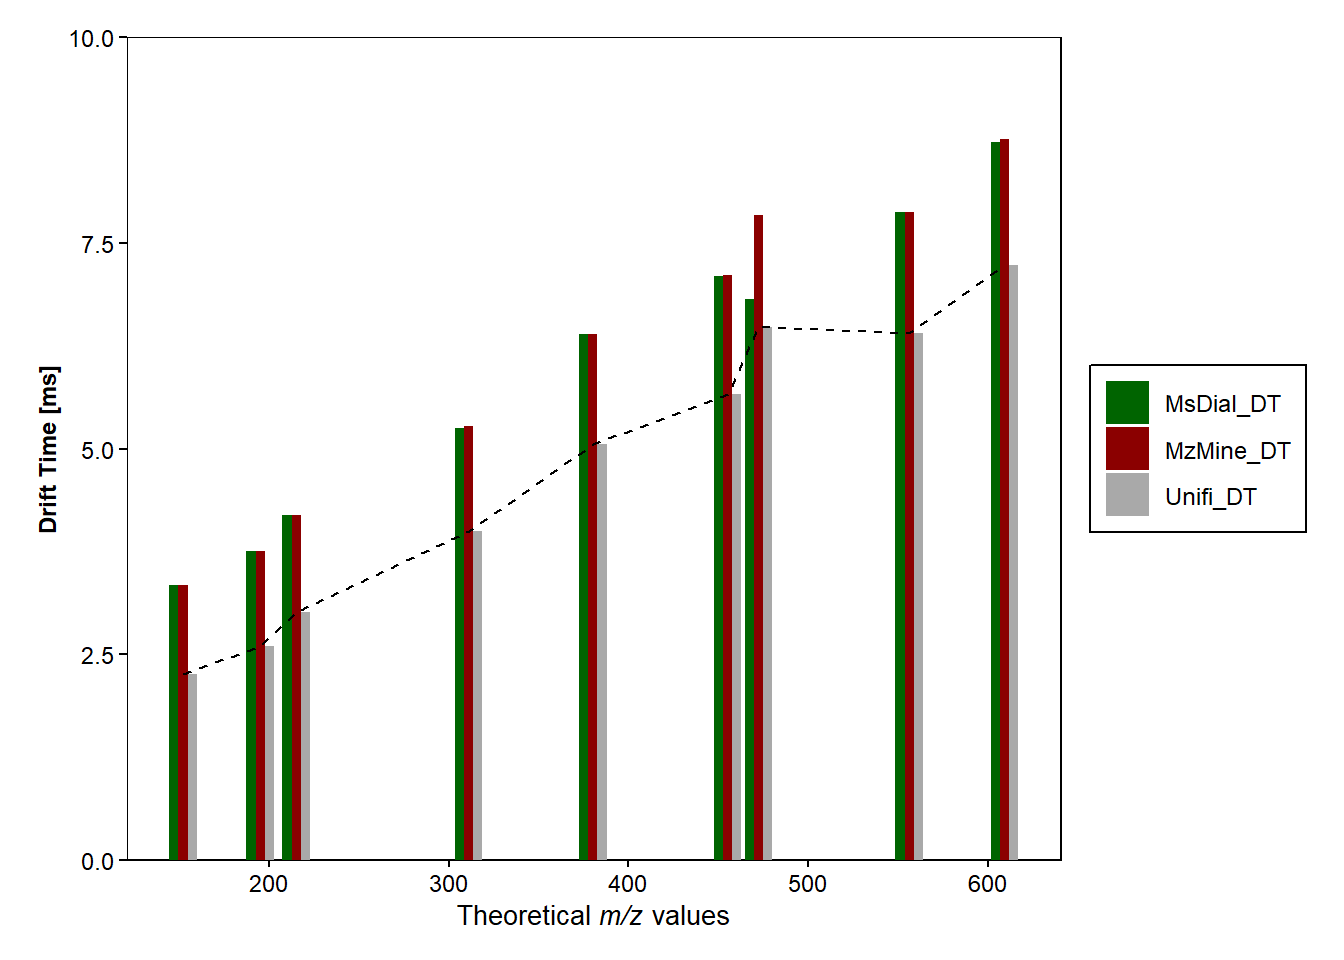 10.0
7.5
5.0
2.5
0.0
Drift Time [ms]
200 300 400 500 600
Theoretical m/z values
MsDial_DT
MzMine_DT
Unifi_DT